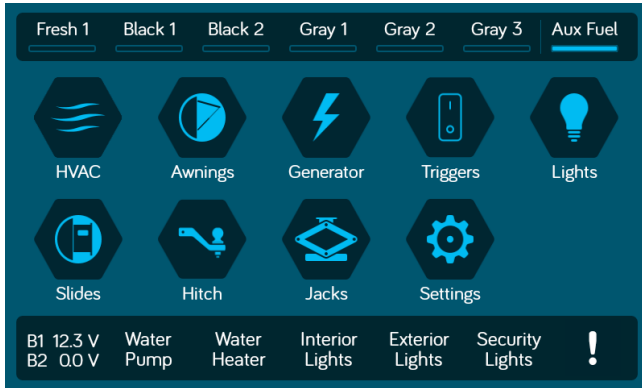 Fresh 1 Black 1 Black 2 Gray 1 Gray 2 Gray 3 Aux Fuel
HVAC Awnings Generator Triggers Lights
Slides Hitch Jacks Settings
B1 12.3 V Water Water Interior Exterior Security !
B2 0.0 V Pump Heater Lights Lights Lights